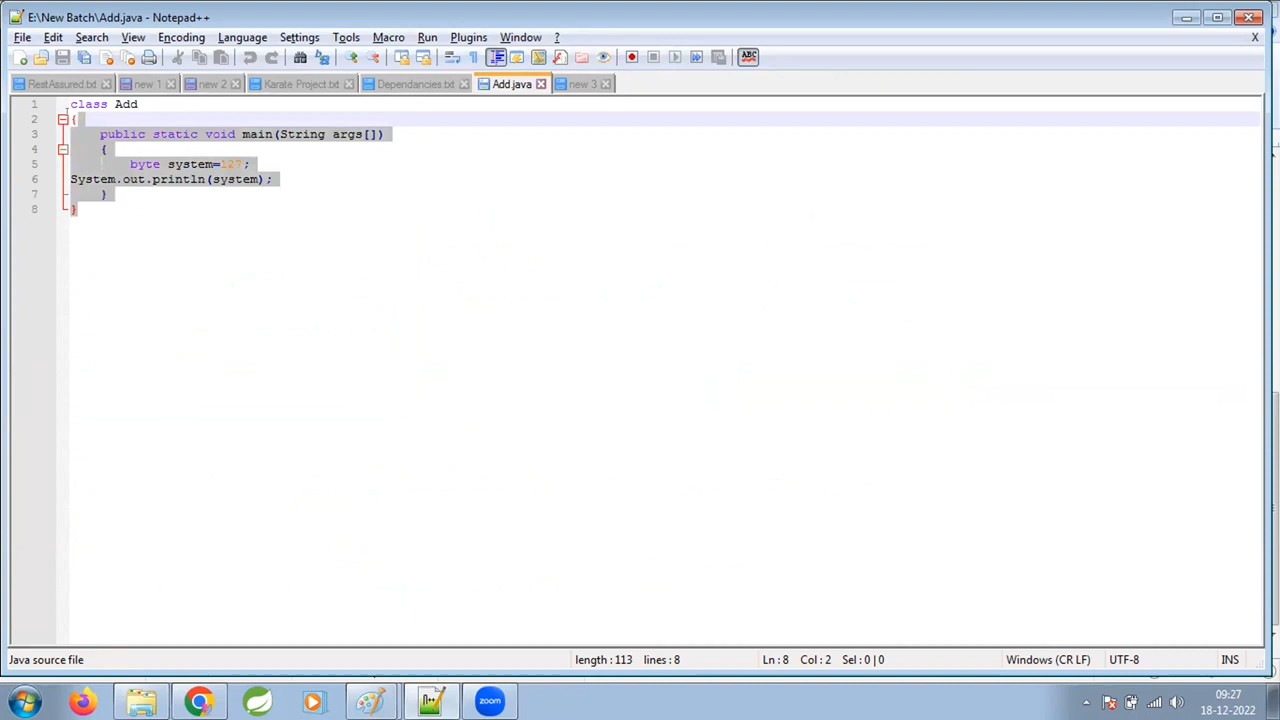 E:\New Batch\Add.java - Notepad++
File Edit Search View Encoding Language Settings Tools Macro Run Plugins Window ? X
ABC
RestAssured.txt new 1 new 2 Karate Project.txt Dependancies.txt Add.java new 3
1 class Add
2 {
3 public static void main(String args[])
4 {
5 byte system=127;
6 System.out.println(system);
7 }
8 }
Java source file length : 113 lines : 8 Ln : 8 Col : 2 Sel : 0 | 0 Windows (CR LF) UTF-8 INS
zoom
09:27
18-12-2022